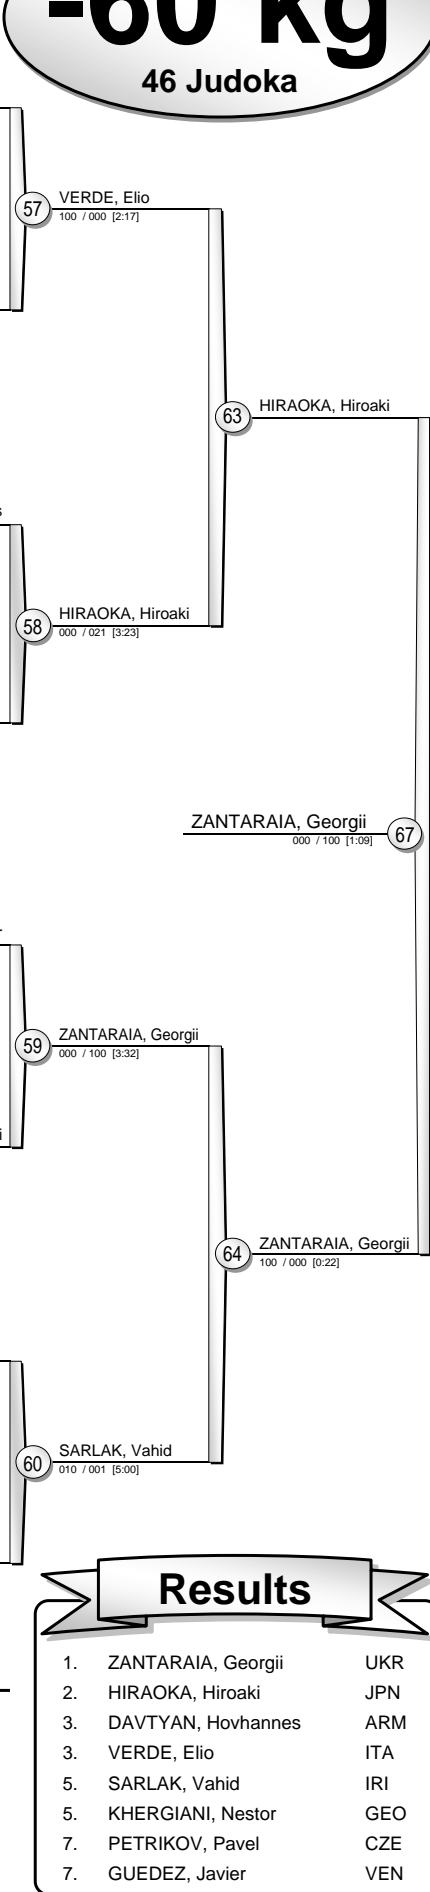 -60 kg
46 Judoka
57
VERDE, Elio
100 / 000 [2:17]
63
HIRAOKA, Hiroaki
s
58
HIRAOKA, Hiroaki
000 / 021 [3:23]
ZANTARAIA, Georgii
67
000 / 100 [1:09]
59
ZANTARAIA, Georgii
000 / 100 [3:32]
i
64
ZANTARAIA, Georgii
100 / 000 [0:22]
60
SARLAK, Vahid
010 / 001 [5:00]
Results
1. ZANTARAIA, Georgii UKR
2. HIRAOKA, Hiroaki JPN
3. DAVTYAN, Hovhannes ARM
3. VERDE, Elio ITA
5. SARLAK, Vahid IRI
5. KHERGIANI, Nestor GEO
7. PETRIKOV, Pavel CZE
7. GUEDEZ, Javier VEN